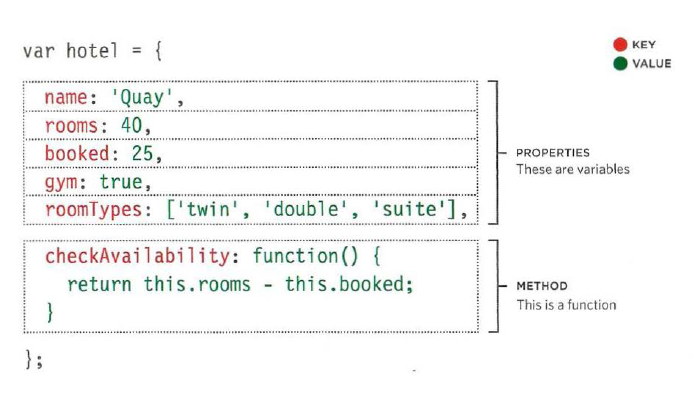 var hotel = {
KEY
VALUE
name: 'Quay',
rooms: 40,
booked: 25,
gym: true,
roomTypes: ['twin', 'double', 'suite'],
PROPERTIES
These are variables
checkAvailability: function() {
return this.rooms - this.booked;
}
METHOD
This is a function
};